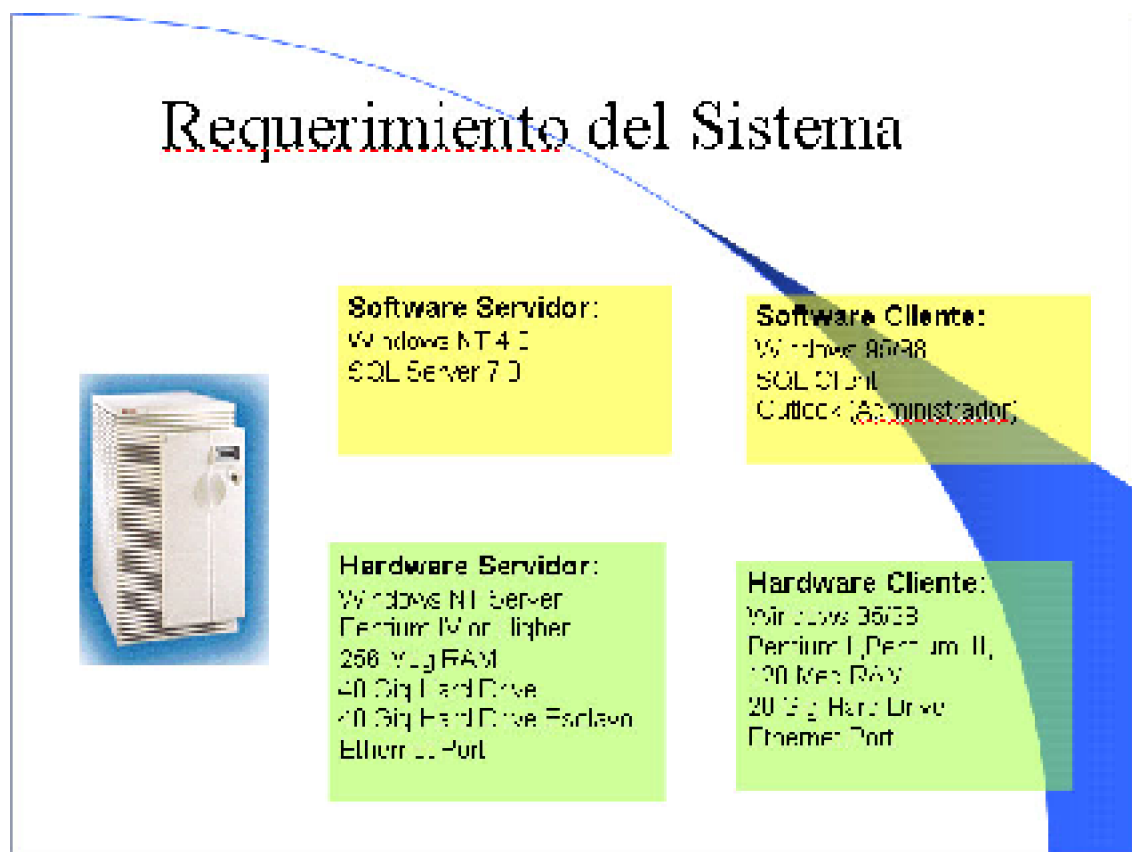 Requerimiento del Sistema
Software Servidor:
Windows NT 4.0
SQL Server 7.0
Software Cliente:
Windows 95/98
SQL Client
Outlook (Administrador)
Hardware Servidor:
Windows NT Server
Pentium IV or Higher
256 Meg RAM
40 Gig Hard Drive
40 Gig Hard Drive Esclavo
Ethernet Port
Hardware Cliente:
Windows 95/98
Pentium
Meg RAM
20 Gig Hard Drive
Ethernet Port